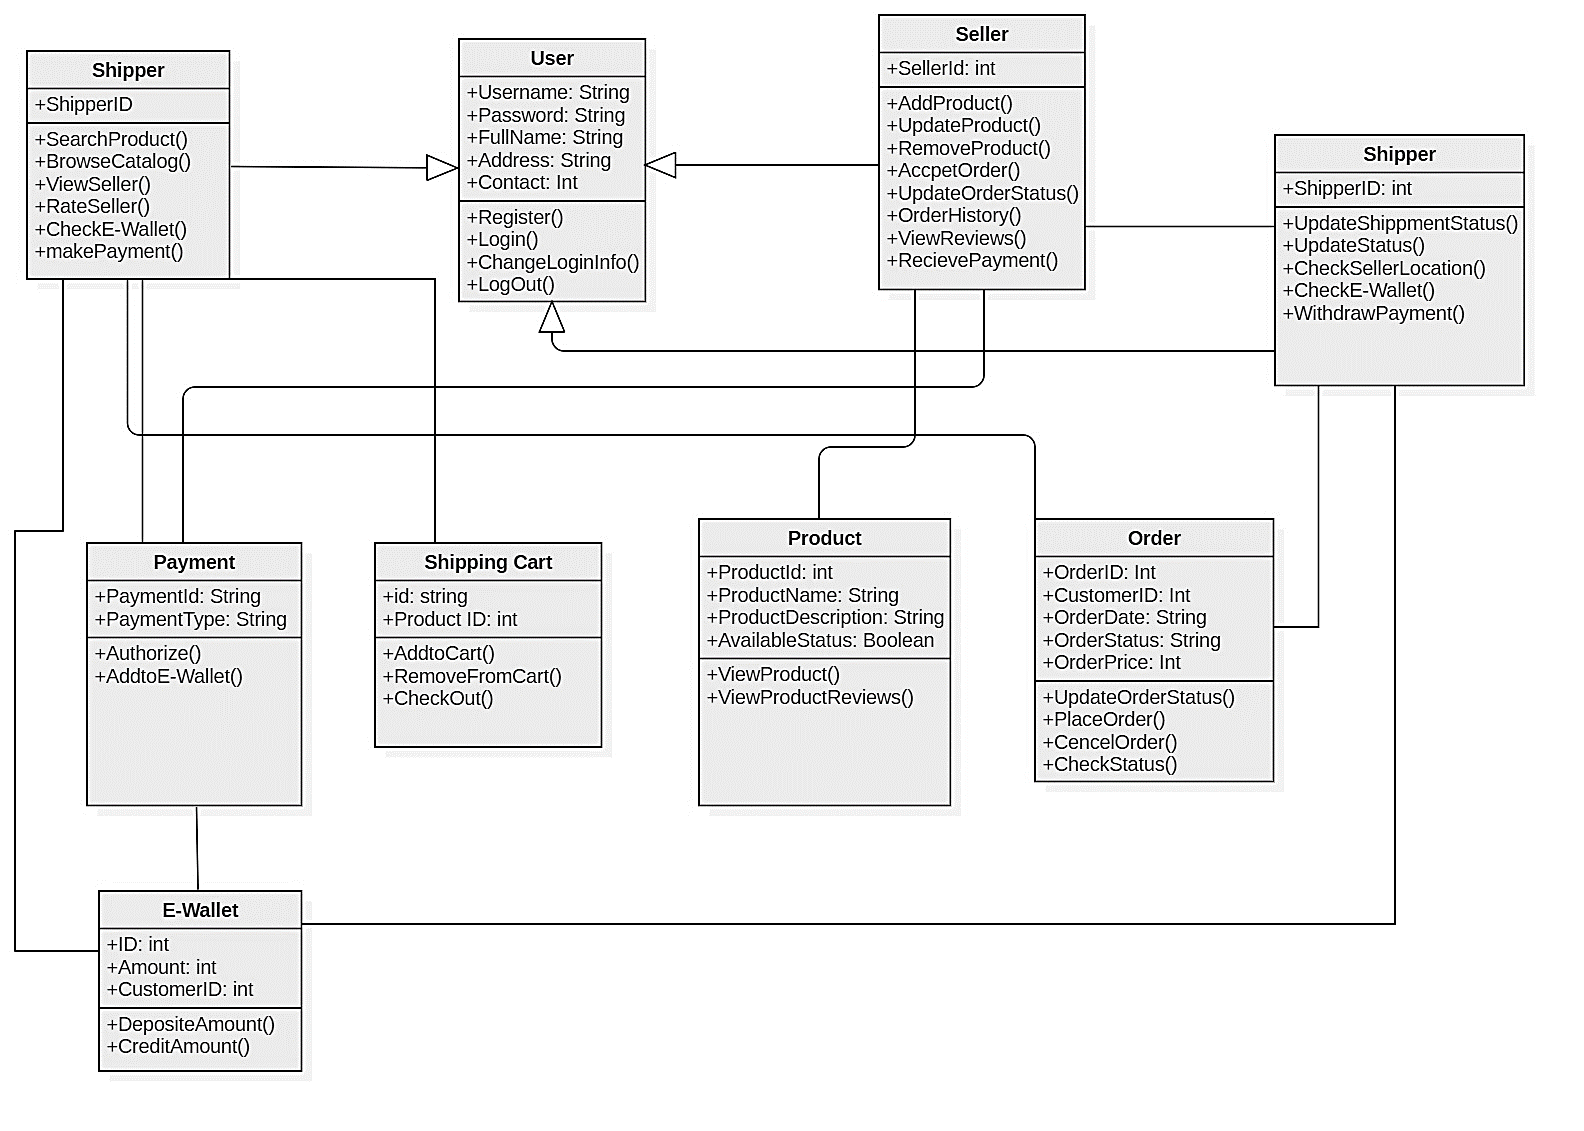 Shipper
+ShipperID
+SearchProduct()
+BrowseCatalog()
+ViewSeller()
+RateSeller()
+CheckE-Wallet()
+makePayment()
User
+Username: String
+Password: String
+FullName: String
+Address: String
+Contact: Int
+Register()
+Login()
+ChangeLoginInfo()
+LogOut()
Seller
+SellerId: int
+AddProduct()
+UpdateProduct()
+RemoveProduct()
+AccpetOrder()
+UpdateOrderStatus()
+OrderHistory()
+ViewReviews()
+RecievePayment()
Shipper
+ShipperID: int
+UpdateShippmentStatus()
+UpdateStatus()
+CheckSellerLocation()
+CheckE-Wallet()
+WithdrawPayment()
Payment
+PaymentId: String
+PaymentType: String
+Authorize()
+AddtoE-Wallet()
Shipping Cart
+id: string
+Product ID: int
+AddtoCart()
+RemoveFromCart()
+CheckOut()
Product
+ProductId: int
+ProductName: String
+ProductDescription: String
+AvailableStatus: Boolean
+ViewProduct()
+ViewProductReviews()
Order
+OrderID: Int
+CustomerID: Int
+OrderDate: String
+OrderStatus: String
+OrderPrice: Int
+UpdateOrderStatus()
+PlaceOrder()
+CencelOrder()
+CheckStatus()
E-Wallet
+ID: int
+Amount: int
+CustomerID: int
+DepositeAmount()
+CreditAmount()